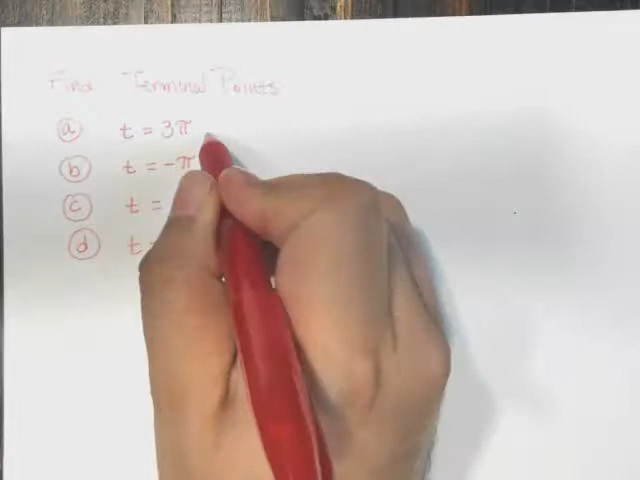 Find Terminal Points
(a) t = 3π
(b) t = -π
(c) t =
(d) t =